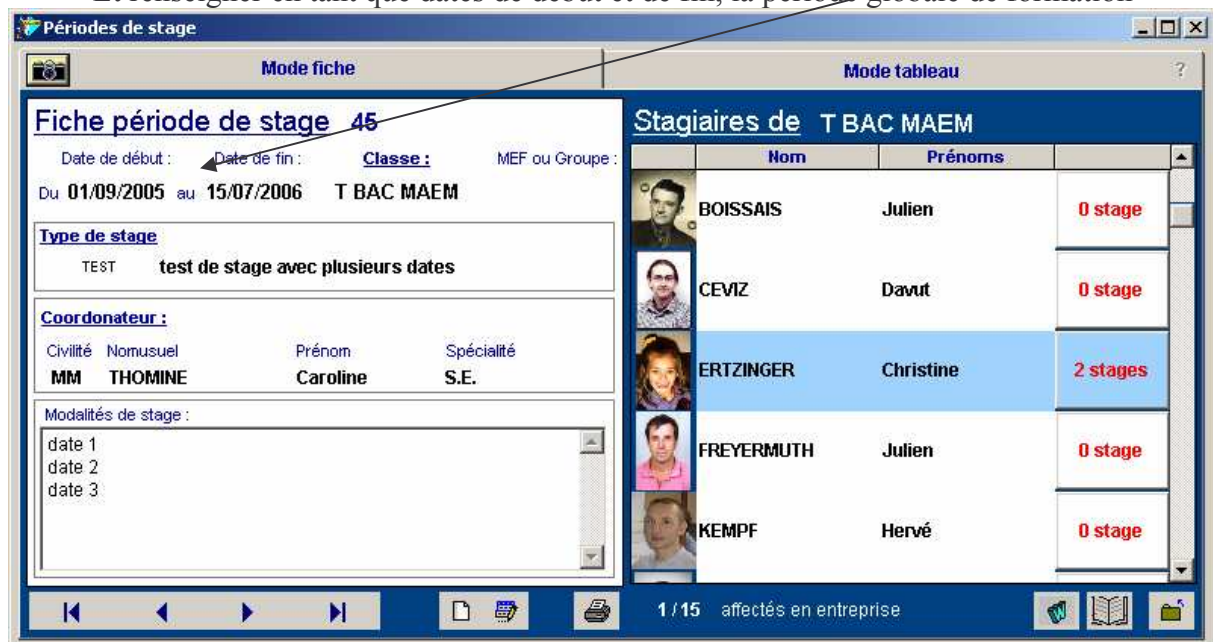 Et renseigner en tant que dates de début et de fin, la période globale de formation
Périodes de stage
Mode fiche
Mode tableau
?
Fiche période de stage 45
Date de début : Date de fin : Classe : MEF ou Groupe :
Du 01/09/2005 au 15/07/2006 T BAC MAEM
Type de stage
TEST test de stage avec plusieurs dates
Coordonateur :
Civilité Nomusuel Prénom Spécialité
MM THOMINE Caroline S.E.
Modalités de stage :
date 1
date 2
date 3
Stagiaires de T BAC MAEM
Nom Prénoms
BOISSAIS Julien 0 stage
CEVIZ Davut 0 stage
ERTZINGER Christine 2 stages
FREYERMUTH Julien 0 stage
KEMPF Hervé 0 stage
1 / 15 affectés en entreprise